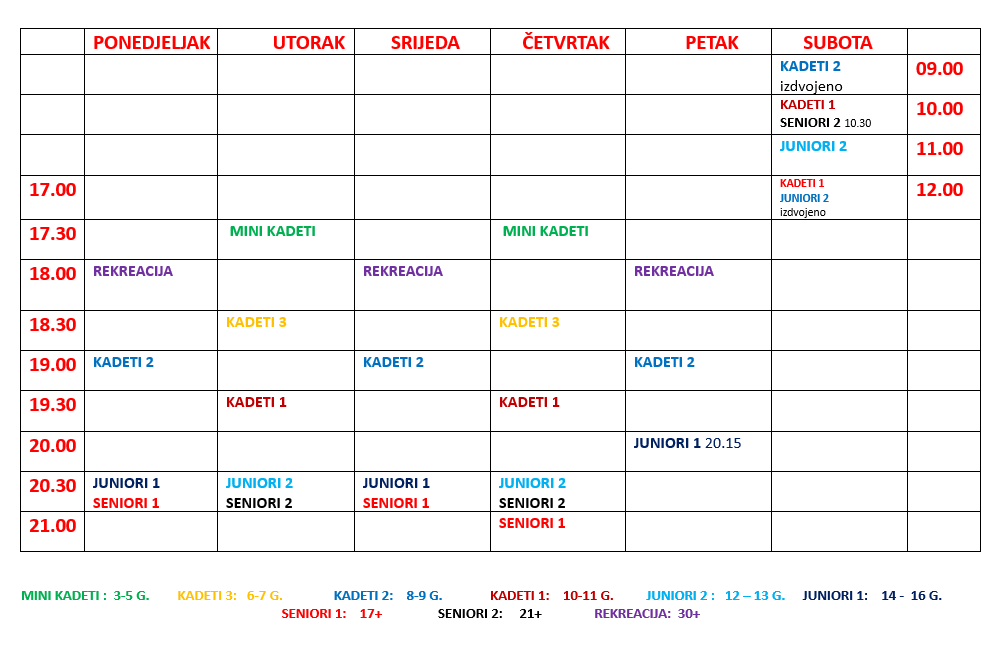 PONEDJELJAK UTORAK SRIJEDA ČETVRTAK PETAK SUBOTA
KADETI 2 09.00
izdvojeno
KADETI 1 10.00
SENIORI 2 10.30
JUNIORI 2 11.00
17.00 KADETI 1 12.00
JUNIORI 2
izdvojeno
17.30 MINI KADETI MINI KADETI
18.00 REKREACIJA REKREACIJA REKREACIJA
18.30 KADETI 3 KADETI 3
19.00 KADETI 2 KADETI 2 KADETI 2
19.30 KADETI 1 KADETI 1
20.00 JUNIORI 1 20.15
20.30 JUNIORI 1 JUNIORI 2 JUNIORI 1 JUNIORI 2
SENIORI 1 SENIORI 2 SENIORI 1 SENIORI 2
21.00 SENIORI 1
MINI KADETI : 3-5 G. KADETI 3: 6-7 G. KADETI 2: 8-9 G. KADETI 1: 10-11 G. JUNIORI 2 : 12 – 13 G. JUNIORI 1: 14 - 16 G.
SENIORI 1: 17+ SENIORI 2: 21+ REKREACIJA: 30+